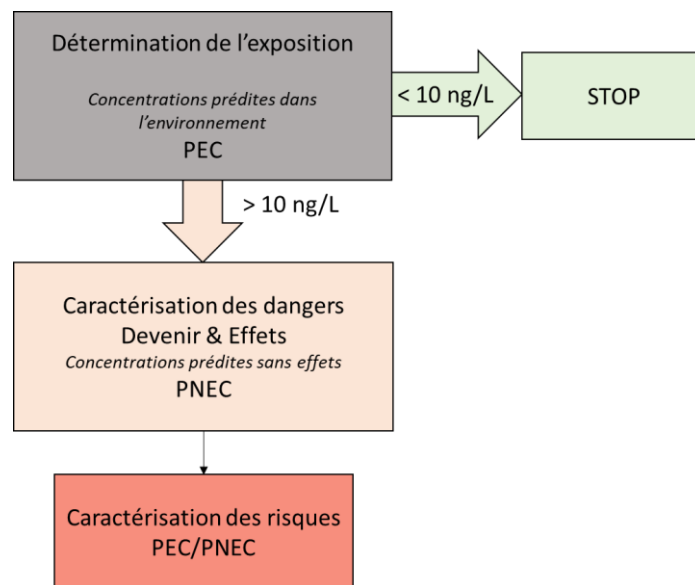 Détermination de l'exposition
Concentrations prédites dans
l'environnement
PEC
< 10 ng/L
STOP
> 10 ng/L
Caractérisation des dangers
Devenir & Effets
Concentrations prédites sans effets
PNEC
Caractérisation des risques
PEC/PNEC